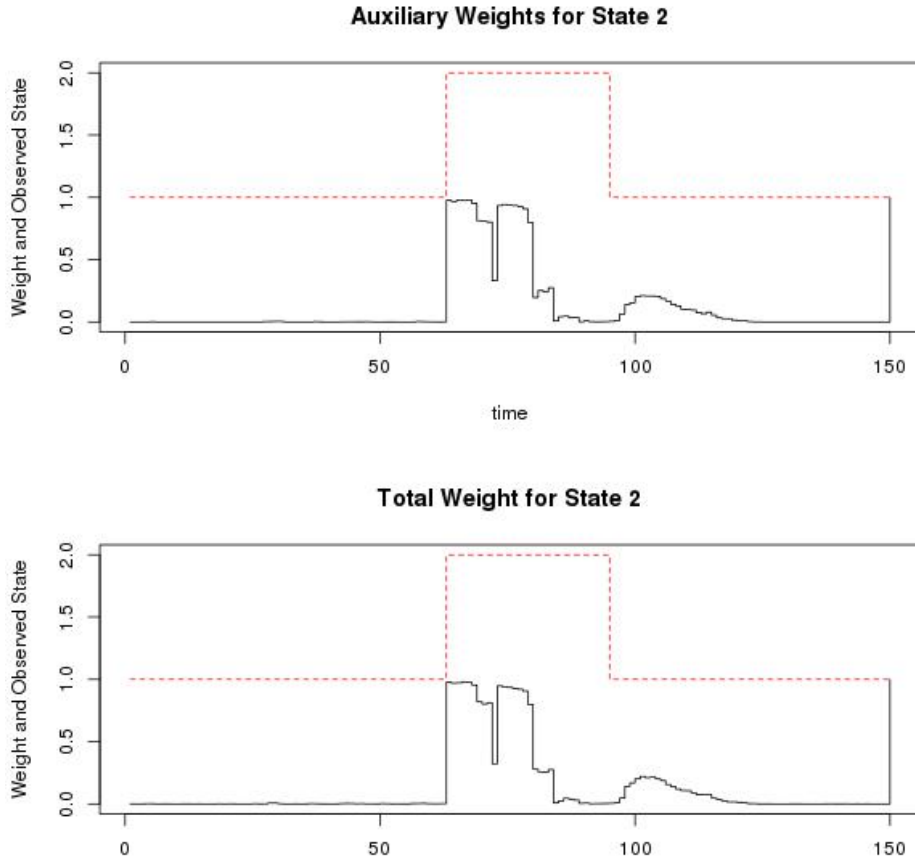 Auxiliary Weights for State 2
Weight and Observed State
2.0
1.5
1.0
0.5
0.0
0 50 100 150
time
Total Weight for State 2
Weight and Observed State
2.0
1.5
1.0
0.5
0.0
0 50 100 150